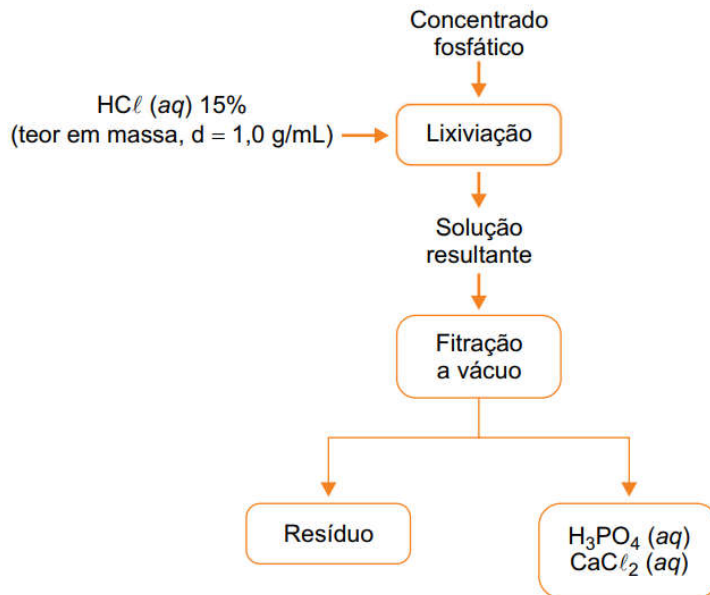 Concentrado
fosfático
HCℓ (aq) 15%
(teor em massa, d = 1,0 g/mL)
Lixiviação
Solução
resultante
Fitração
a vácuo
Resíduo
H₃PO₄ (aq)
CaCℓ₂ (aq)